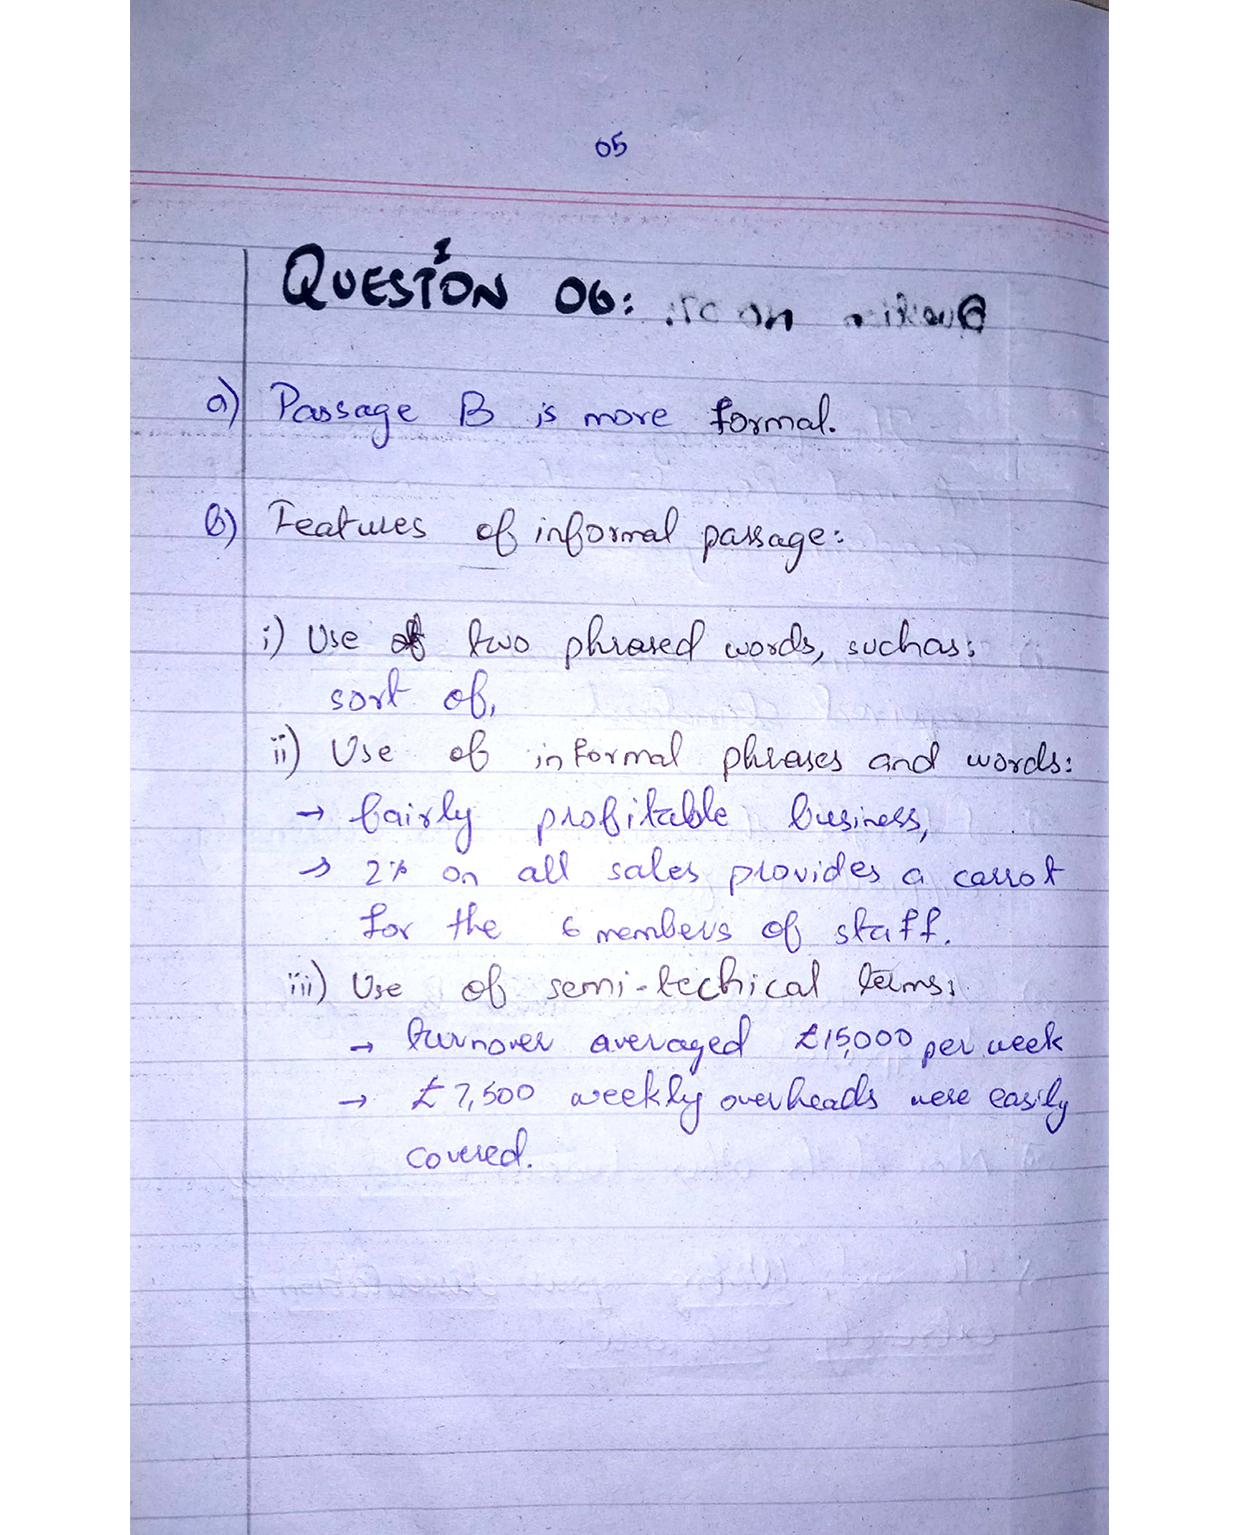 05
QUESTION 06:
a) Passage B is more formal.
b) Features of informal passage:
i) Use of two phrased words, such as:
sort of,
ii) Use of informal phrases and words:
→ fairly profitable business,
→ 2% on all sales provides a carrot
for the 6 members of staff.
iii) Use of semi-techical terms:
→ turnover averaged £15,000 per week
→ £7,500 weekly overheads were easily
covered.